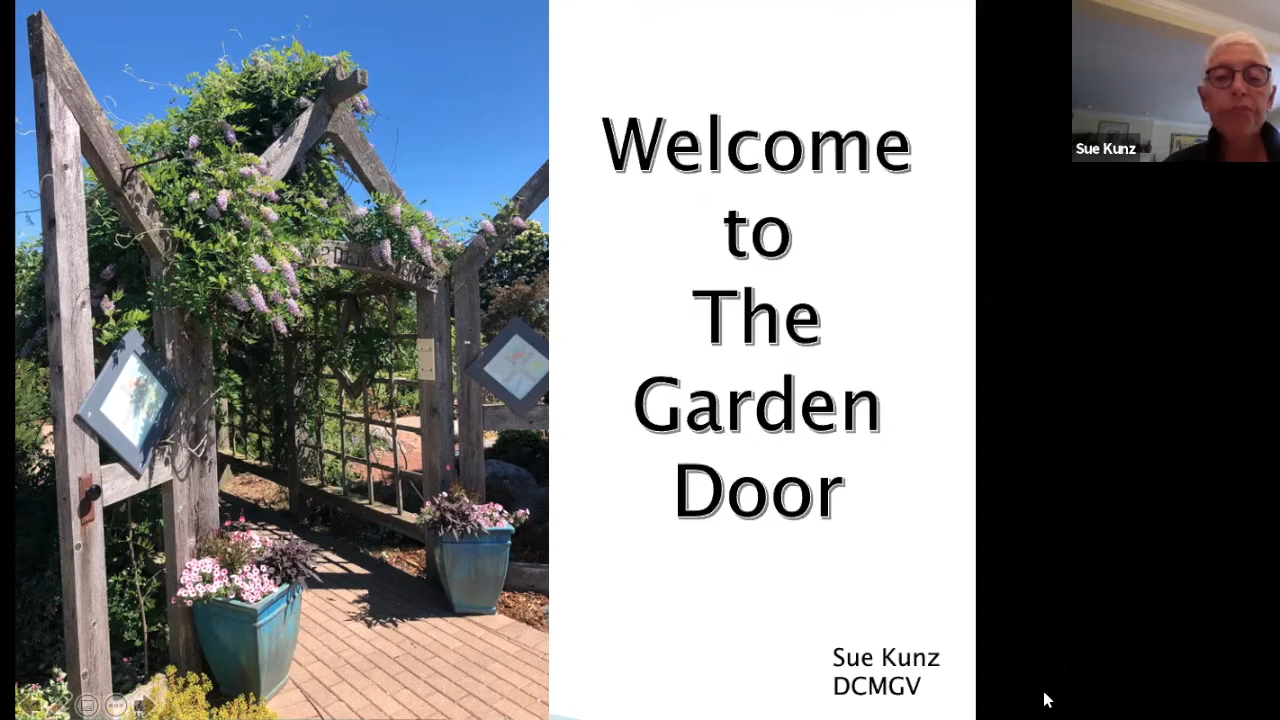 Welcome
to
The
Garden
Door
Sue Kunz
DCMGV
Sue Kunz